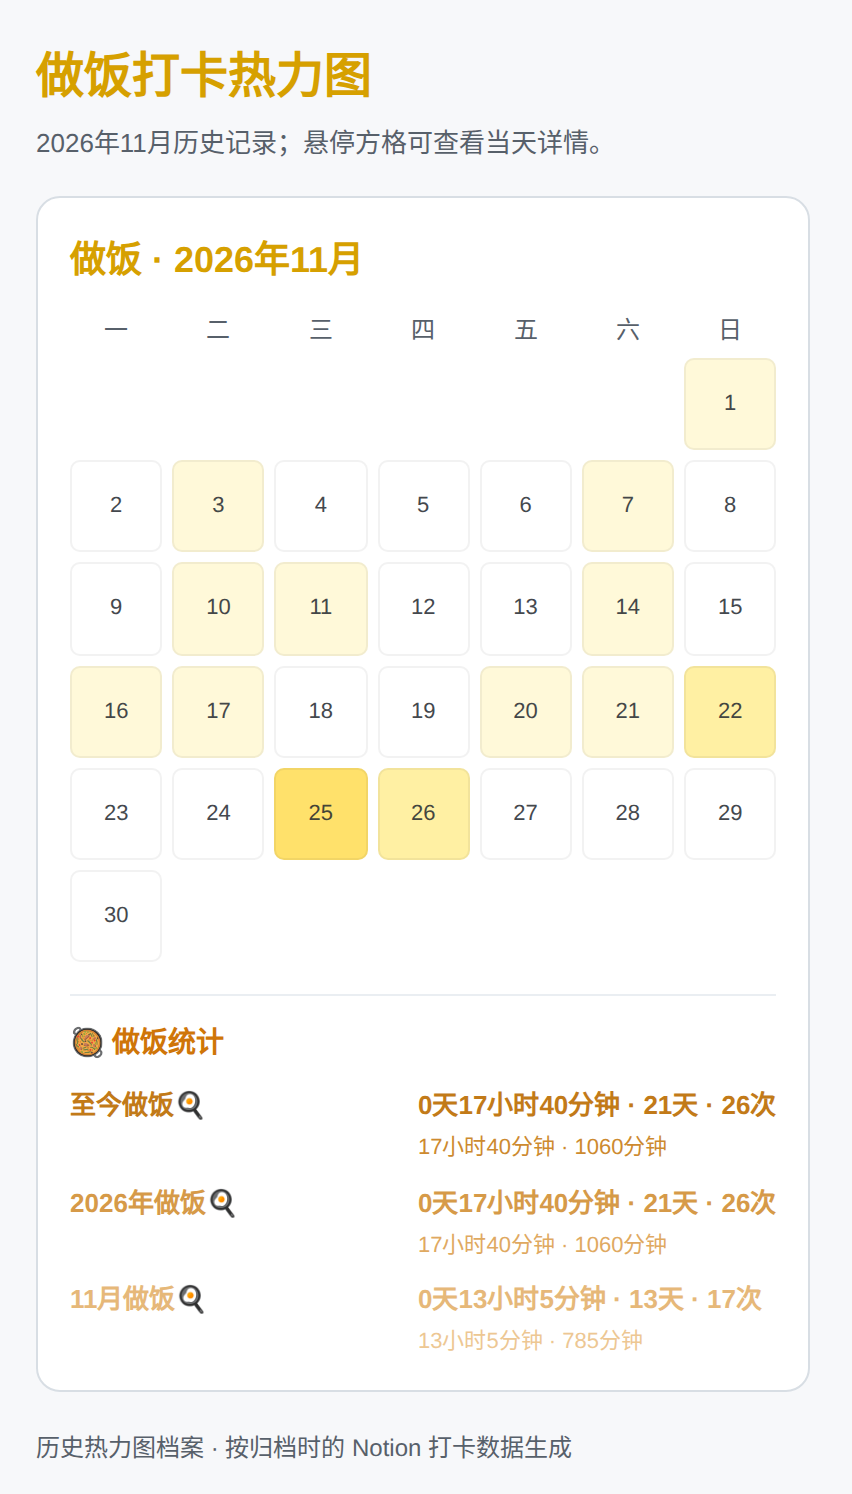 做饭打卡热力图
2026年11月历史记录；悬停方格可查看当天详情。
做饭 · 2026年11月
一 二 三 四 五 六 日
1
2 3 4 5 6 7 8
9 10 11 12 13 14 15
16 17 18 19 20 21 22
23 24 25 26 27 28 29
30
🥘 做饭统计
至今做饭🍳 0天17小时40分钟 · 21天 · 26次
17小时40分钟 · 1060分钟
2026年做饭🍳 0天17小时40分钟 · 21天 · 26次
17小时40分钟 · 1060分钟
11月做饭🍳 0天13小时5分钟 · 13天 · 17次
13小时5分钟 · 785分钟
历史热力图档案 · 按归档时的 Notion 打卡数据生成